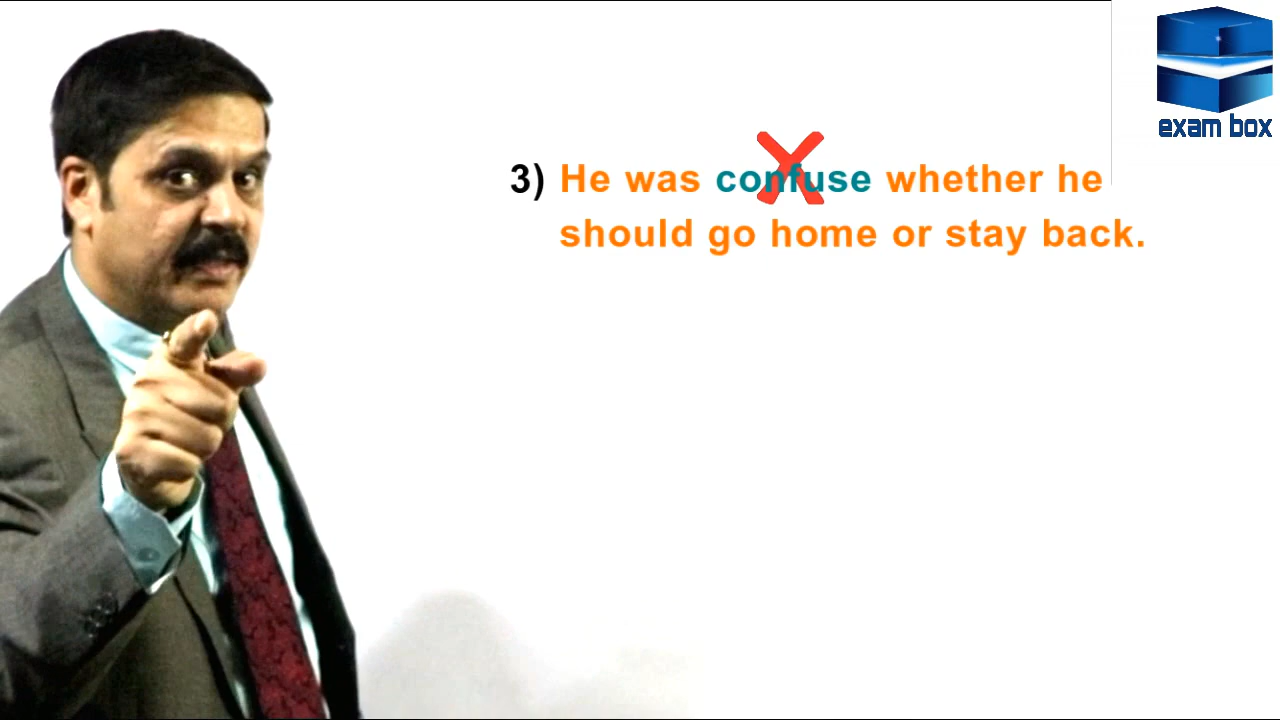 exam box
3) He was confuse whether he
should go home or stay back.